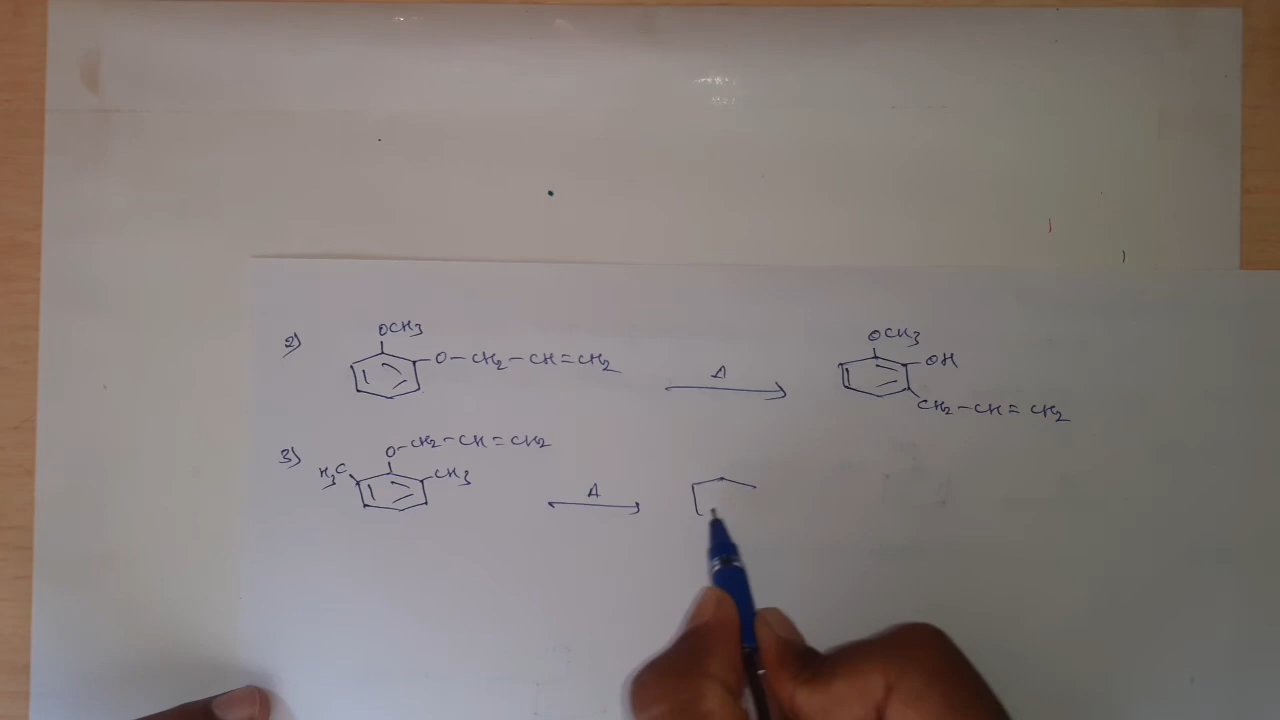 2) OCH3 O-CH2-CH=CH2 Δ OCH3 OH CH2-CH=CH2
3) O-CH2-CH=CH2 H3C CH3 Δ